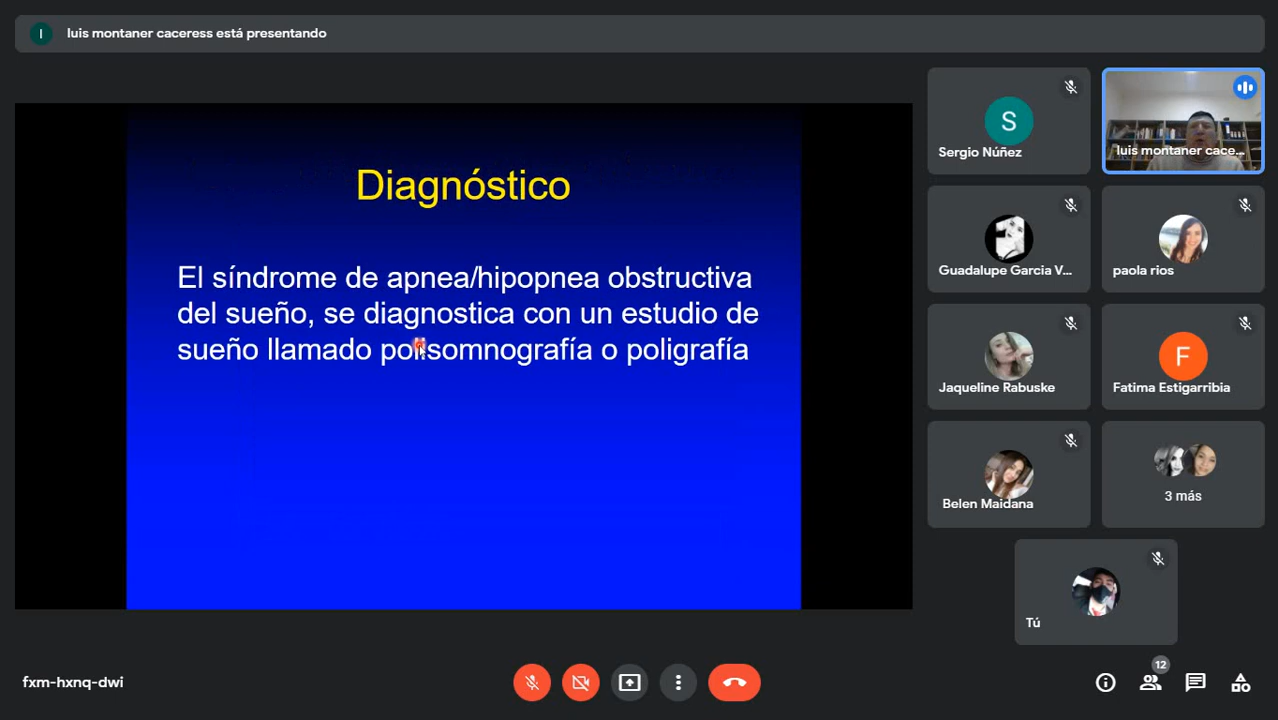 I
luis montaner caceress está presentando
Diagnóstico
El síndrome de apnea/hipopnea obstructiva
del sueño, se diagnostica con un estudio de
sueño llamado polisomnografía o poligrafía
S
Sergio Núñez
luis montaner cace...
Guadalupe Garcia V...
paola rios
Jaqueline Rabuske
F
Fatima Estigarribia
Belen Maidana
3 más
Tú
fxm-hxnq-dwi
12